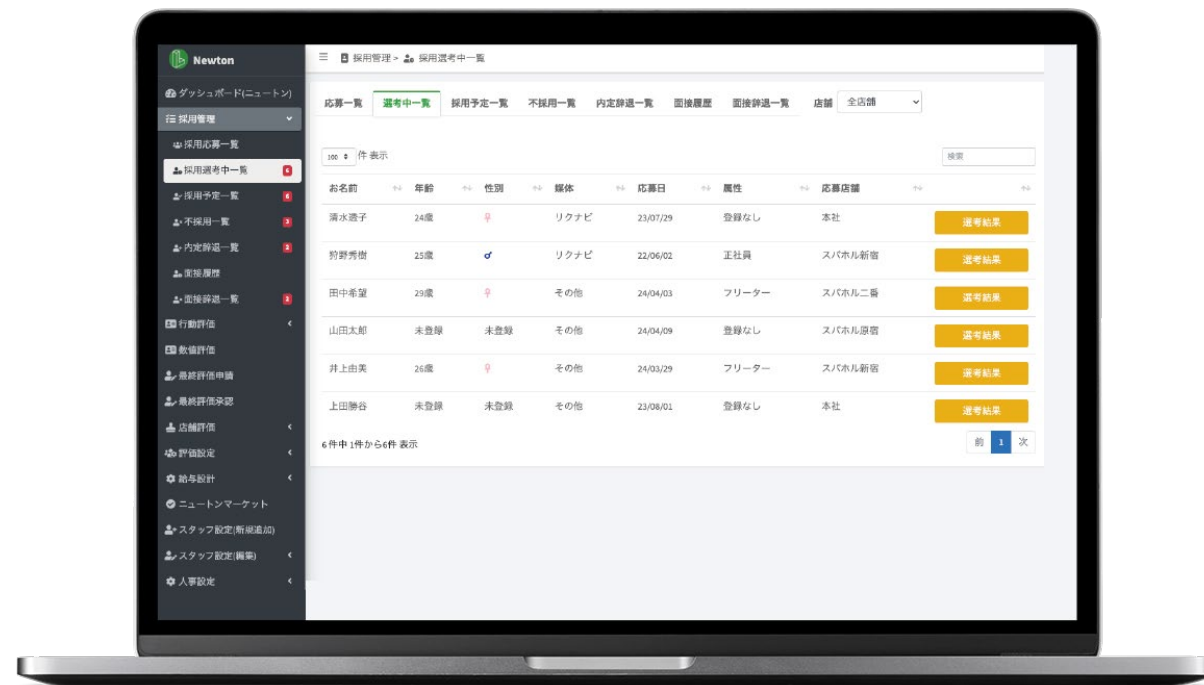 Newton
ダッシュボード(ニュートン)
採用管理
採用応募一覧
採用選考中一覧 6
採用予定一覧 6
不採用一覧 3
内定辞退一覧 2
面接履歴
面接辞退一覧 3
行動評価
数値評価
最終評価申請
最終評価承認
店舗評価
評価設定
給与設計
ニュートンマーケット
スタッフ設定(新規追加)
スタッフ設定(編集)
人事設定
採用管理 > 採用選考中一覧
応募一覧 選考中一覧 採用予定一覧 不採用一覧 内定辞退一覧 面接履歴 面接辞退一覧 店舗 全店舗
100 件 表示 検索
お名前 年齢 性別 媒体 応募日 属性 応募店舗
清水透子 24歳 ♀ リクナビ 23/07/29 登録なし 本社 選考結果
狩野秀樹 25歳 ♂ リクナビ 22/06/02 正社員 スパホル新宿 選考結果
田中希望 29歳 ♀ その他 24/04/03 フリーター スパホル二番 選考結果
山田太郎 未登録 未登録 その他 24/04/09 登録なし スパホル原宿 選考結果
井上由美 26歳 ♀ その他 24/03/29 フリーター スパホル新宿 選考結果
上田勝谷 未登録 未登録 その他 23/08/01 登録なし 本社 選考結果
6件中 1件から6件 表示 前 1 次